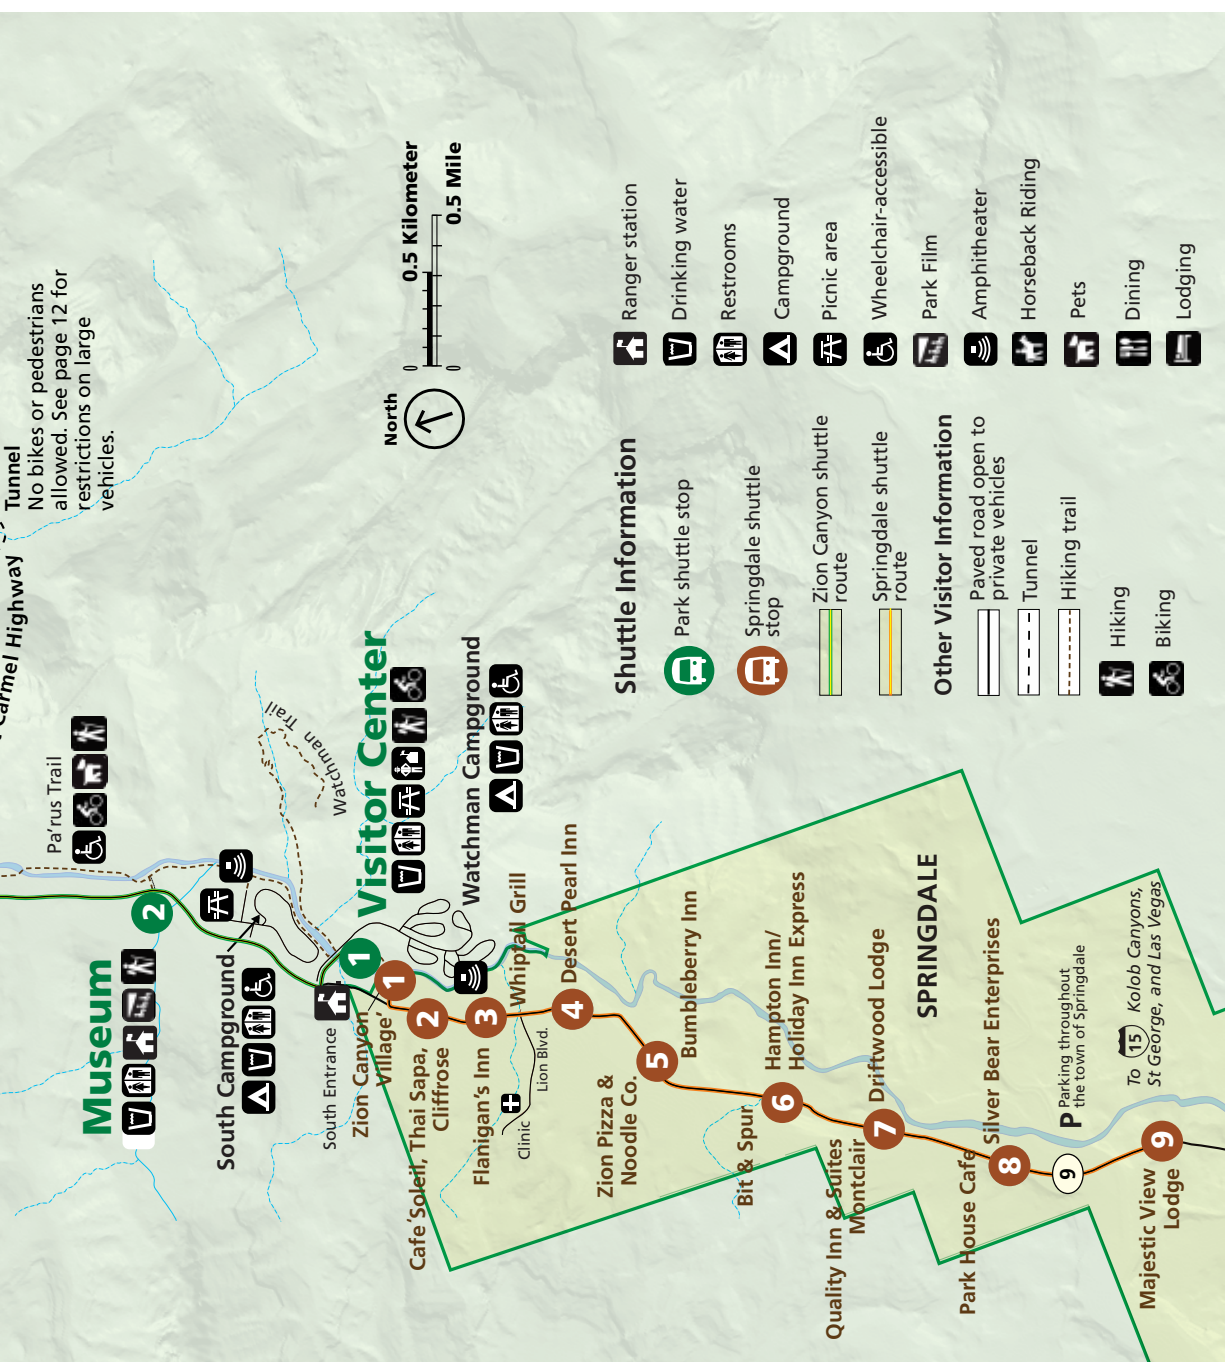 Carmel Highway
Tunnel
No bikes or pedestrians
allowed. See page 12 for
restrictions on large
vehicles.
Pa'rus Trail
2
Museum
South Campground
Watchman Trail
South Entrance
1
Visitor Center
Watchman Campground
North
0
0.5 Kilometer
0
0.5 Mile
1
Zion Canyon
Village
2
Cafe Soleil, Thai Sapa,
Cliffrose
3
Flanigan's Inn
Whiptail Grill
Clinic
Lion Blvd.
4
Desert Pearl Inn
5
Zion Pizza &
Noodle Co.
Bumbleberry Inn
6
Bit & Spur
Hampton Inn/
Holiday Inn Express
7
Quality Inn & Suites
Montclair
Driftwood Lodge
SPRINGDALE
8
Park House Cafe
Silver Bear Enterprises
9
P
Parking throughout
the town of Springdale
9
Majestic View
Lodge
To 15 Kolob Canyons,
St George, and Las Vegas
Shuttle Information
Park shuttle stop
Springdale shuttle
stop
Zion Canyon shuttle
route
Springdale shuttle
route
Other Visitor Information
Paved road open to
private vehicles
Tunnel
Hiking trail
Hiking
Biking
Ranger station
Drinking water
Restrooms
Campground
Picnic area
Wheelchair-accessible
Park Film
Amphitheater
Horseback Riding
Pets
Dining
Lodging